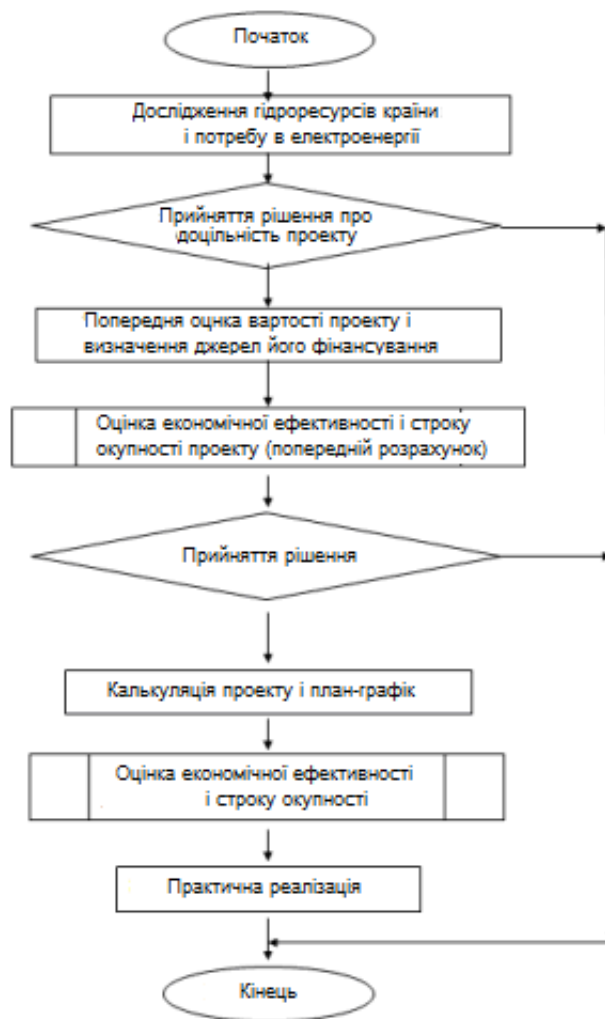 Початок
Дослідження гідроресурсів країни
і потребу в електроенергії
Прийняття рішення про
доцільність проекту
Попередня оцнка вартості проекту і
визначення джерел його фінансування
Оцінка економічної ефективності і строку
окупності проекту (попередній розрахунок)
Прийняття рішення
Калькуляція проекту і план-графік
Оцінка економічної ефективності
і строку окупності
Практична реалізація
Кінець